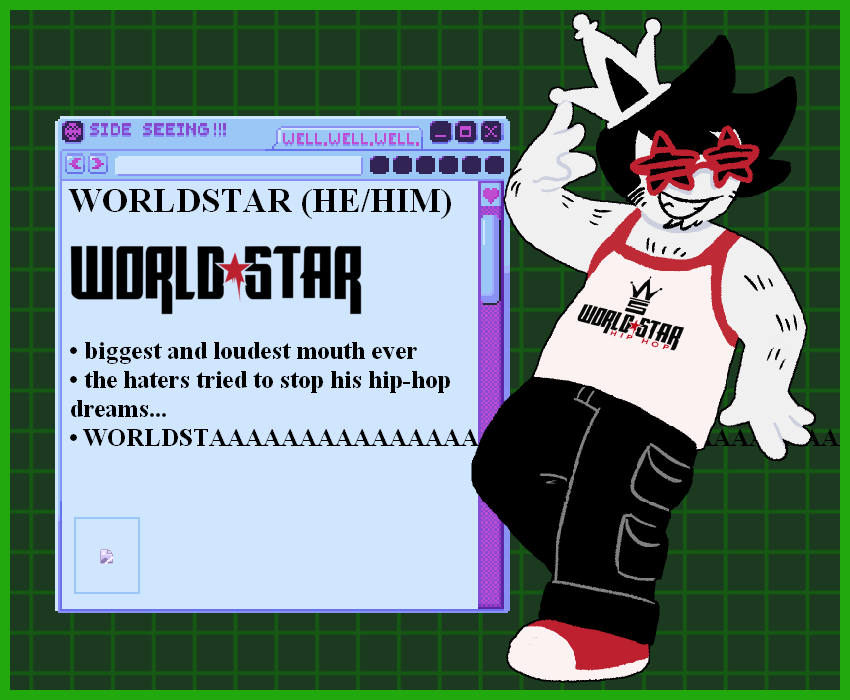 SIDE SEEING!!!
WELL.WELL.WELL.
WORLDSTAR (HE/HIM)
WORLD★STAR
• biggest and loudest mouth ever
• the haters tried to stop his hip-hop
dreams...
• WORLDSTAAAAAAAAAAAAAAA
WORLD★STAR
HIP HOP